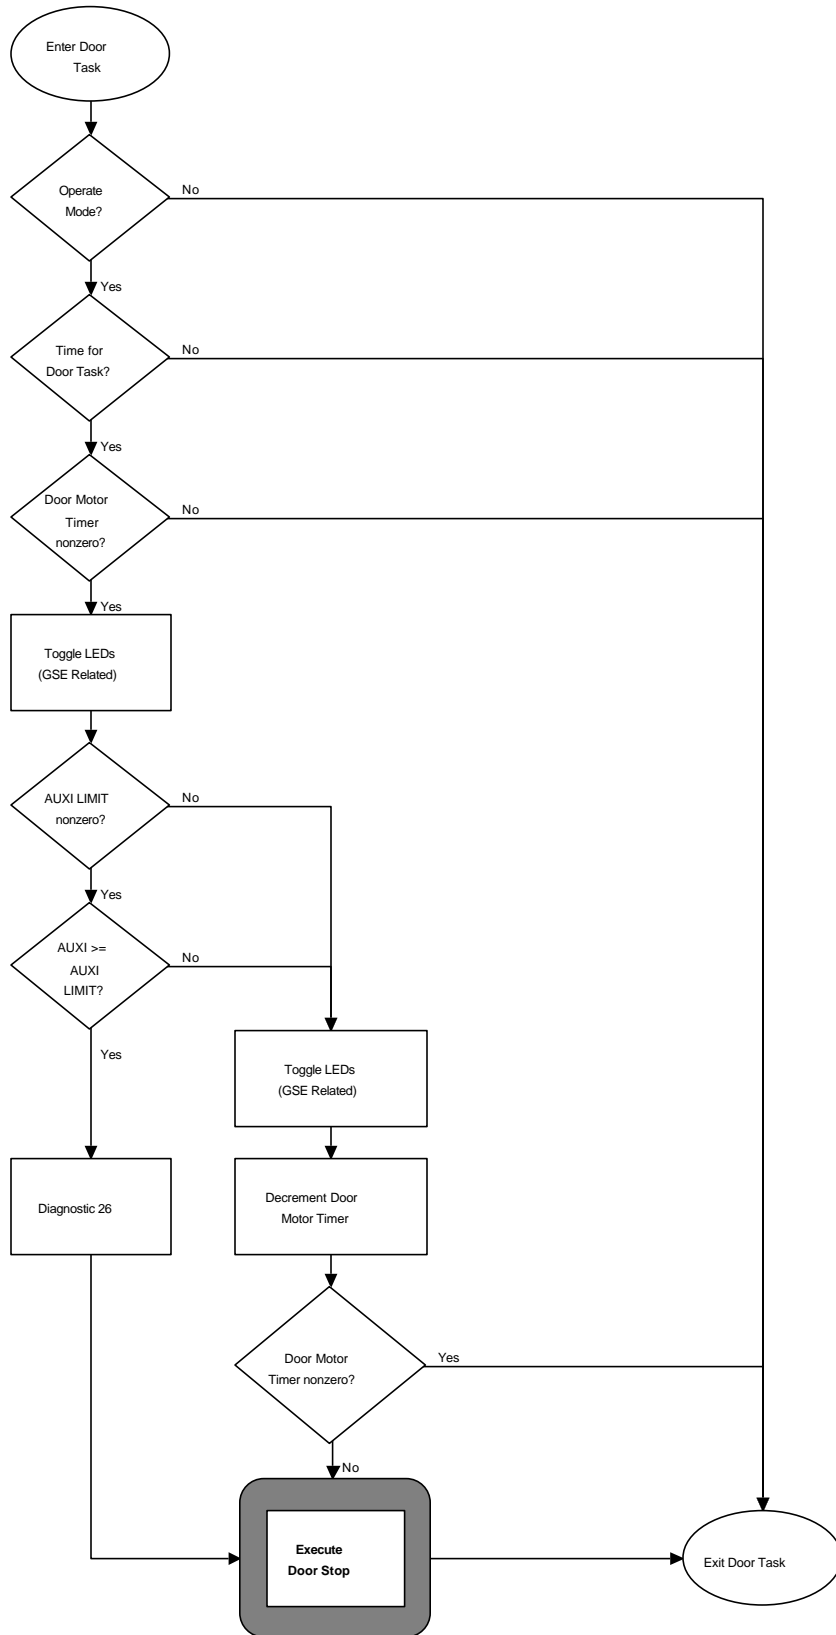 Enter Door
Task
Operate
Mode?
No
Yes
Time for
Door Task?
No
Yes
Door Motor
Timer
nonzero?
No
Yes
Toggle LEDs
(GSE Related)
AUXI LIMIT
nonzero?
No
Yes
AUXI >=
AUXI
LIMIT?
No
Yes
Toggle LEDs
(GSE Related)
Diagnostic 26
Decrement Door
Motor Timer
Door Motor
Timer nonzero?
Yes
No
Execute
Door Stop
Exit Door Task